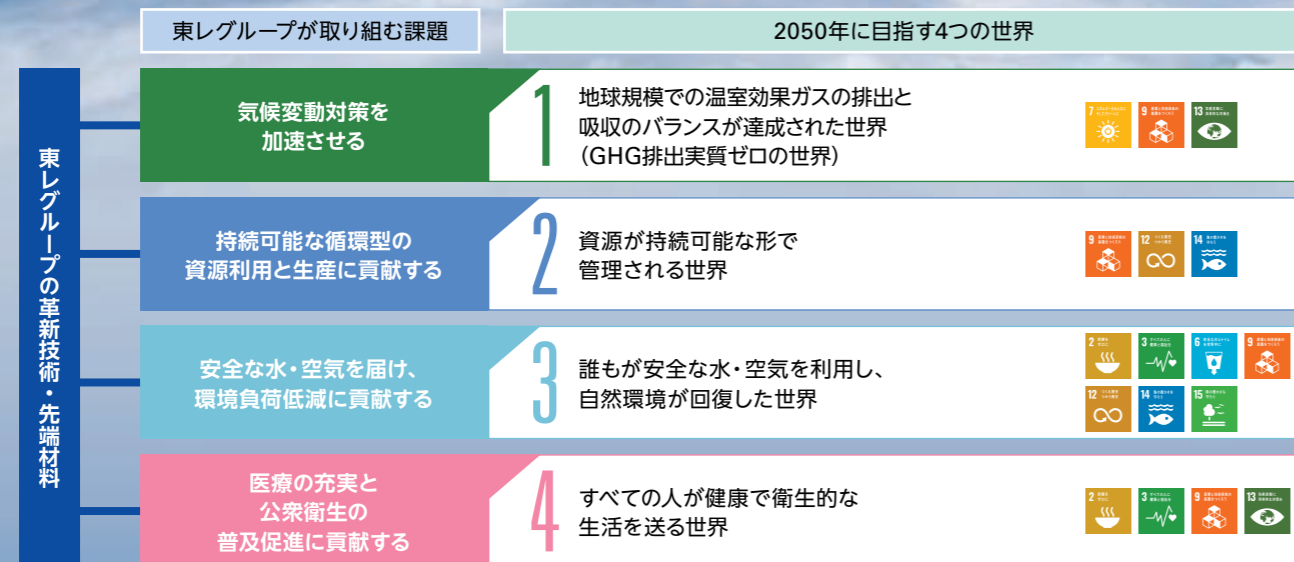 東レグループが取り組む課題
2050年に目指す4つの世界
東レグループの革新技術・先端材料
気候変動対策を
加速させる
1
地球規模での温室効果ガスの排出と
吸収のバランスが達成された世界
（GHG排出実質ゼロの世界）
7
9
13
持続可能な循環型の
資源利用と生産に貢献する
2
資源が持続可能な形で
管理される世界
9
12
14
安全な水・空気を届け、
環境負荷低減に貢献する
3
誰もが安全な水・空気を利用し、
自然環境が回復した世界
2
3
6
9
12
14
15
医療の充実と
公衆衛生の
普及促進に貢献する
4
すべての人が健康で衛生的な
生活を送る世界
2
3
9
13